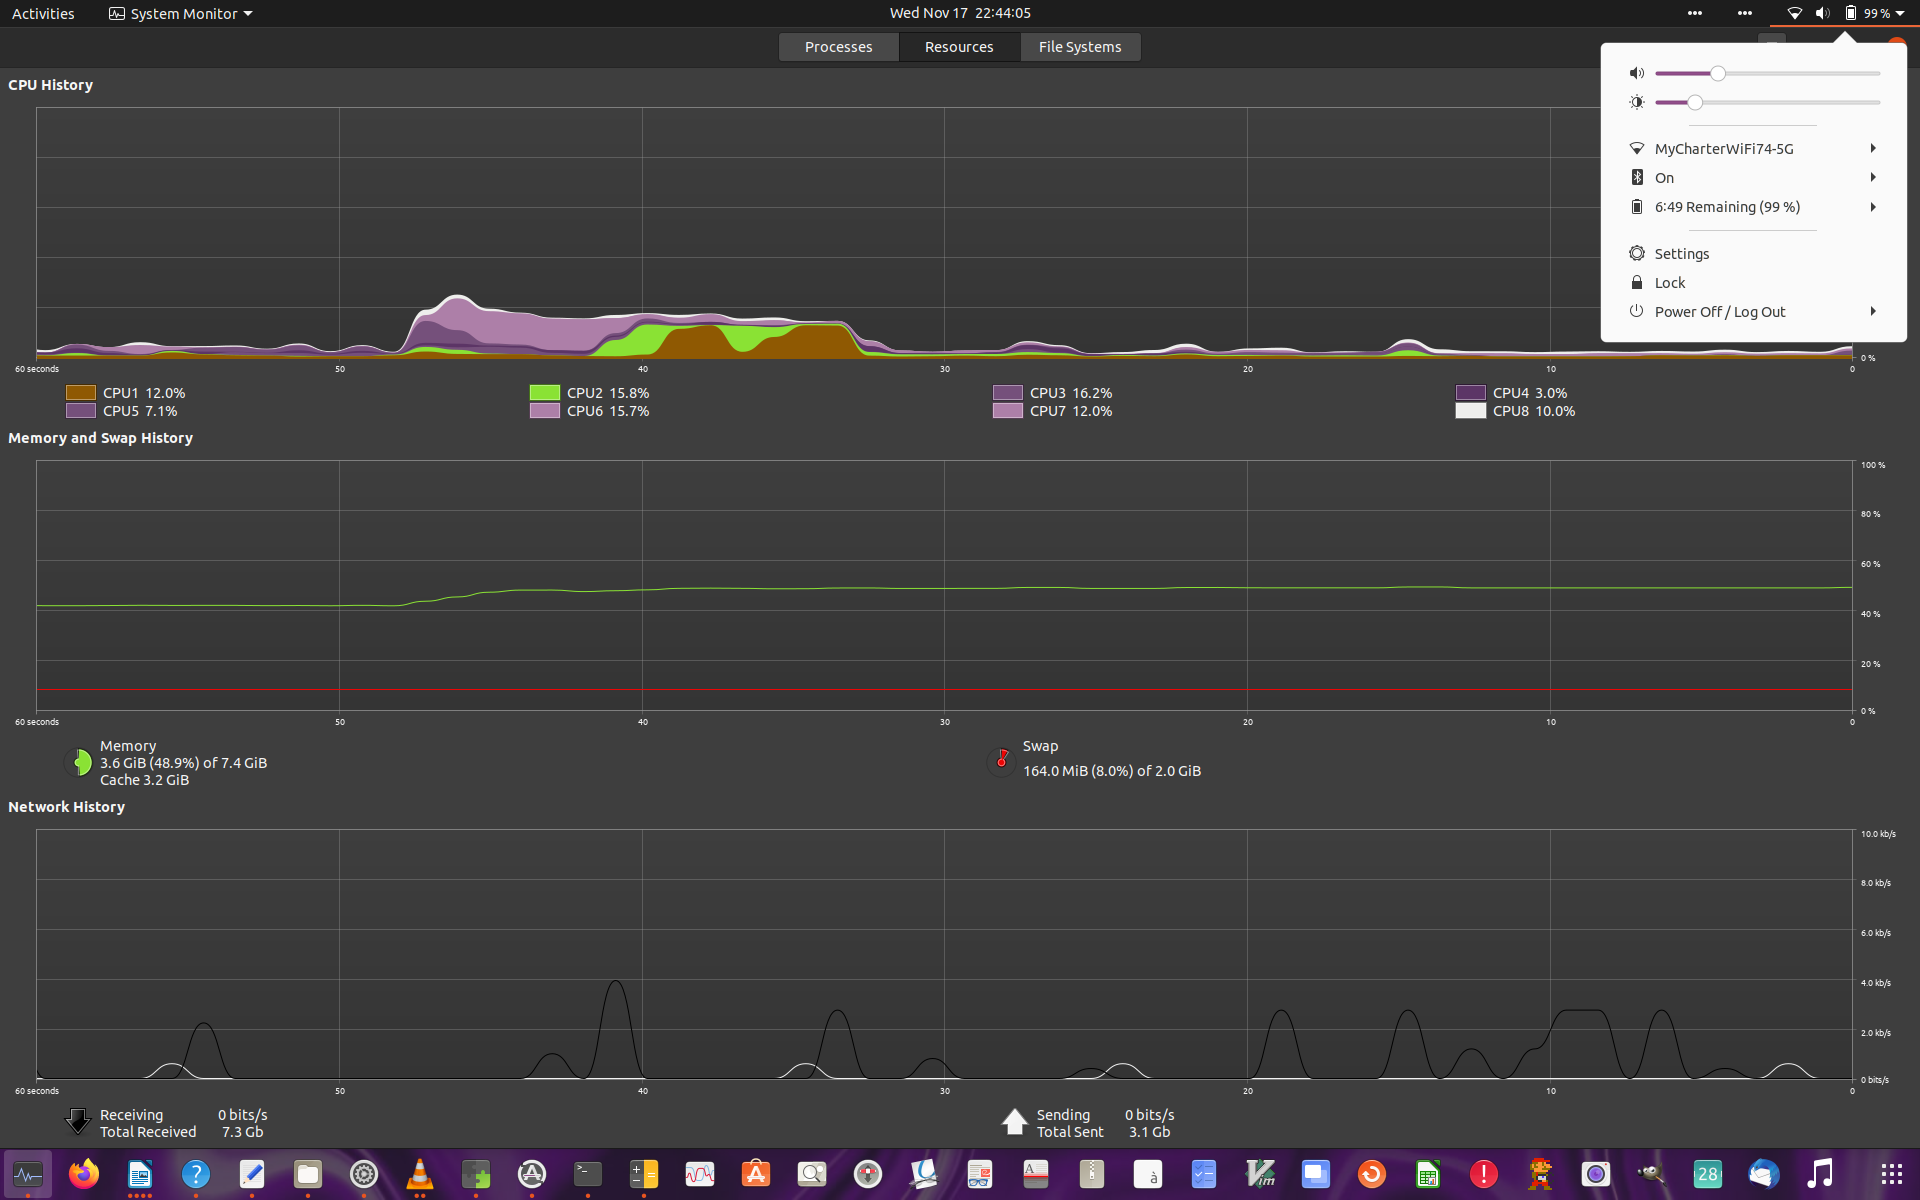 Activities
System Monitor
Wed Nov 17 22:44:05
99 %
Processes
Resources
File Systems
MyCharterWiFi74-5G
On
6:49 Remaining (99 %)
Settings
Lock
Power Off / Log Out
CPU History
0 %
60 seconds 50 40 30 20 10 0
CPU1 12.0% CPU2 15.8% CPU3 16.2% CPU4 3.0%
CPU5 7.1% CPU6 15.7% CPU7 12.0% CPU8 10.0%
Memory and Swap History
100 %
80 %
60 %
40 %
20 %
0 %
60 seconds 50 40 30 20 10 0
Memory
3.6 GiB (48.9%) of 7.4 GiB
Cache 3.2 GiB
Swap
164.0 MiB (8.0%) of 2.0 GiB
Network History
10.0 kb/s
8.0 kb/s
6.0 kb/s
4.0 kb/s
2.0 kb/s
0 bits/s
60 seconds 50 40 30 20 10 0
Receiving 0 bits/s
Total Received 7.3 Gb
Sending 0 bits/s
Total Sent 3.1 Gb
? >_ A à Vim ! 28